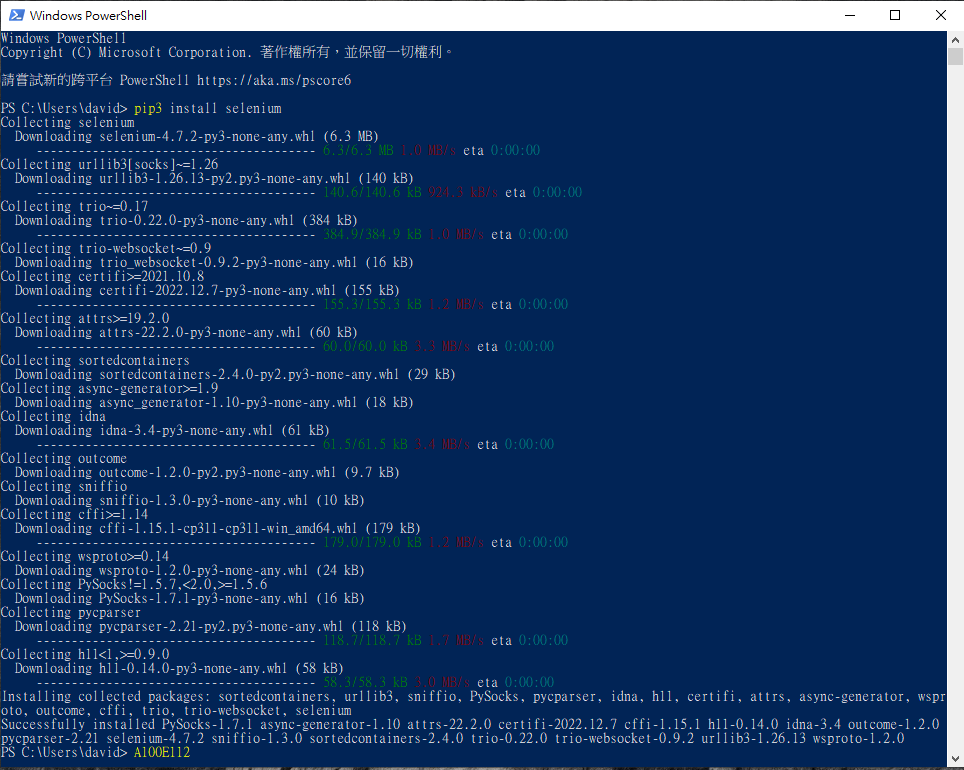 Windows PowerShell
Windows PowerShell
Copyright (C) Microsoft Corporation. 著作權所有，並保留一切權利。
請嘗試新的跨平台 PowerShell https://aka.ms/pscore6
PS C:\Users\david> pip3 install selenium
Collecting selenium
  Downloading selenium-4.7.2-py3-none-any.whl (6.3 MB)
     ---------------------------------------- 6.3/6.3 MB 1.0 MB/s eta 0:00:00
Collecting urllib3[socks]~=1.26
  Downloading urllib3-1.26.13-py2.py3-none-any.whl (140 kB)
     ---------------------------------------- 140.6/140.6 kB 924.3 kB/s eta 0:00:00
Collecting trio~=0.17
  Downloading trio-0.22.0-py3-none-any.whl (384 kB)
     ---------------------------------------- 384.9/384.9 kB 1.0 MB/s eta 0:00:00
Collecting trio-websocket~=0.9
  Downloading trio_websocket-0.9.2-py3-none-any.whl (16 kB)
Collecting certifi>=2021.10.8
  Downloading certifi-2022.12.7-py3-none-any.whl (155 kB)
     ---------------------------------------- 155.3/155.3 kB 1.2 MB/s eta 0:00:00
Collecting attrs>=19.2.0
  Downloading attrs-22.2.0-py3-none-any.whl (60 kB)
     ---------------------------------------- 60.0/60.0 kB 3.3 MB/s eta 0:00:00
Collecting sortedcontainers
  Downloading sortedcontainers-2.4.0-py2.py3-none-any.whl (29 kB)
Collecting async-generator>=1.9
  Downloading async_generator-1.10-py3-none-any.whl (18 kB)
Collecting idna
  Downloading idna-3.4-py3-none-any.whl (61 kB)
     ---------------------------------------- 61.5/61.5 kB 3.4 MB/s eta 0:00:00
Collecting outcome
  Downloading outcome-1.2.0-py2.py3-none-any.whl (9.7 kB)
Collecting sniffio
  Downloading sniffio-1.3.0-py3-none-any.whl (10 kB)
Collecting cffi>=1.14
  Downloading cffi-1.15.1-cp311-cp311-win_amd64.whl (179 kB)
     ---------------------------------------- 179.0/179.0 kB 1.2 MB/s eta 0:00:00
Collecting wsproto>=0.14
  Downloading wsproto-1.2.0-py3-none-any.whl (24 kB)
Collecting PySocks!=1.5.7,<2.0,>=1.5.6
  Downloading PySocks-1.7.1-py3-none-any.whl (16 kB)
Collecting pycparser
  Downloading pycparser-2.21-py2.py3-none-any.whl (118 kB)
     ---------------------------------------- 118.7/118.7 kB 1.7 MB/s eta 0:00:00
Collecting h11<1,>=0.9.0
  Downloading h11-0.14.0-py3-none-any.whl (58 kB)
     ---------------------------------------- 58.3/58.3 kB 3.0 MB/s eta 0:00:00
Installing collected packages: sortedcontainers, urllib3, sniffio, PySocks, pycparser, idna, h11, certifi, attrs, async-generator, wspr
oto, outcome, cffi, trio, trio-websocket, selenium
Successfully installed PySocks-1.7.1 async-generator-1.10 attrs-22.2.0 certifi-2022.12.7 cffi-1.15.1 h11-0.14.0 idna-3.4 outcome-1.2.0
pycparser-2.21 selenium-4.7.2 sniffio-1.3.0 sortedcontainers-2.4.0 trio-0.22.0 trio-websocket-0.9.2 urllib3-1.26.13 wsproto-1.2.0
PS C:\Users\david> A100E112